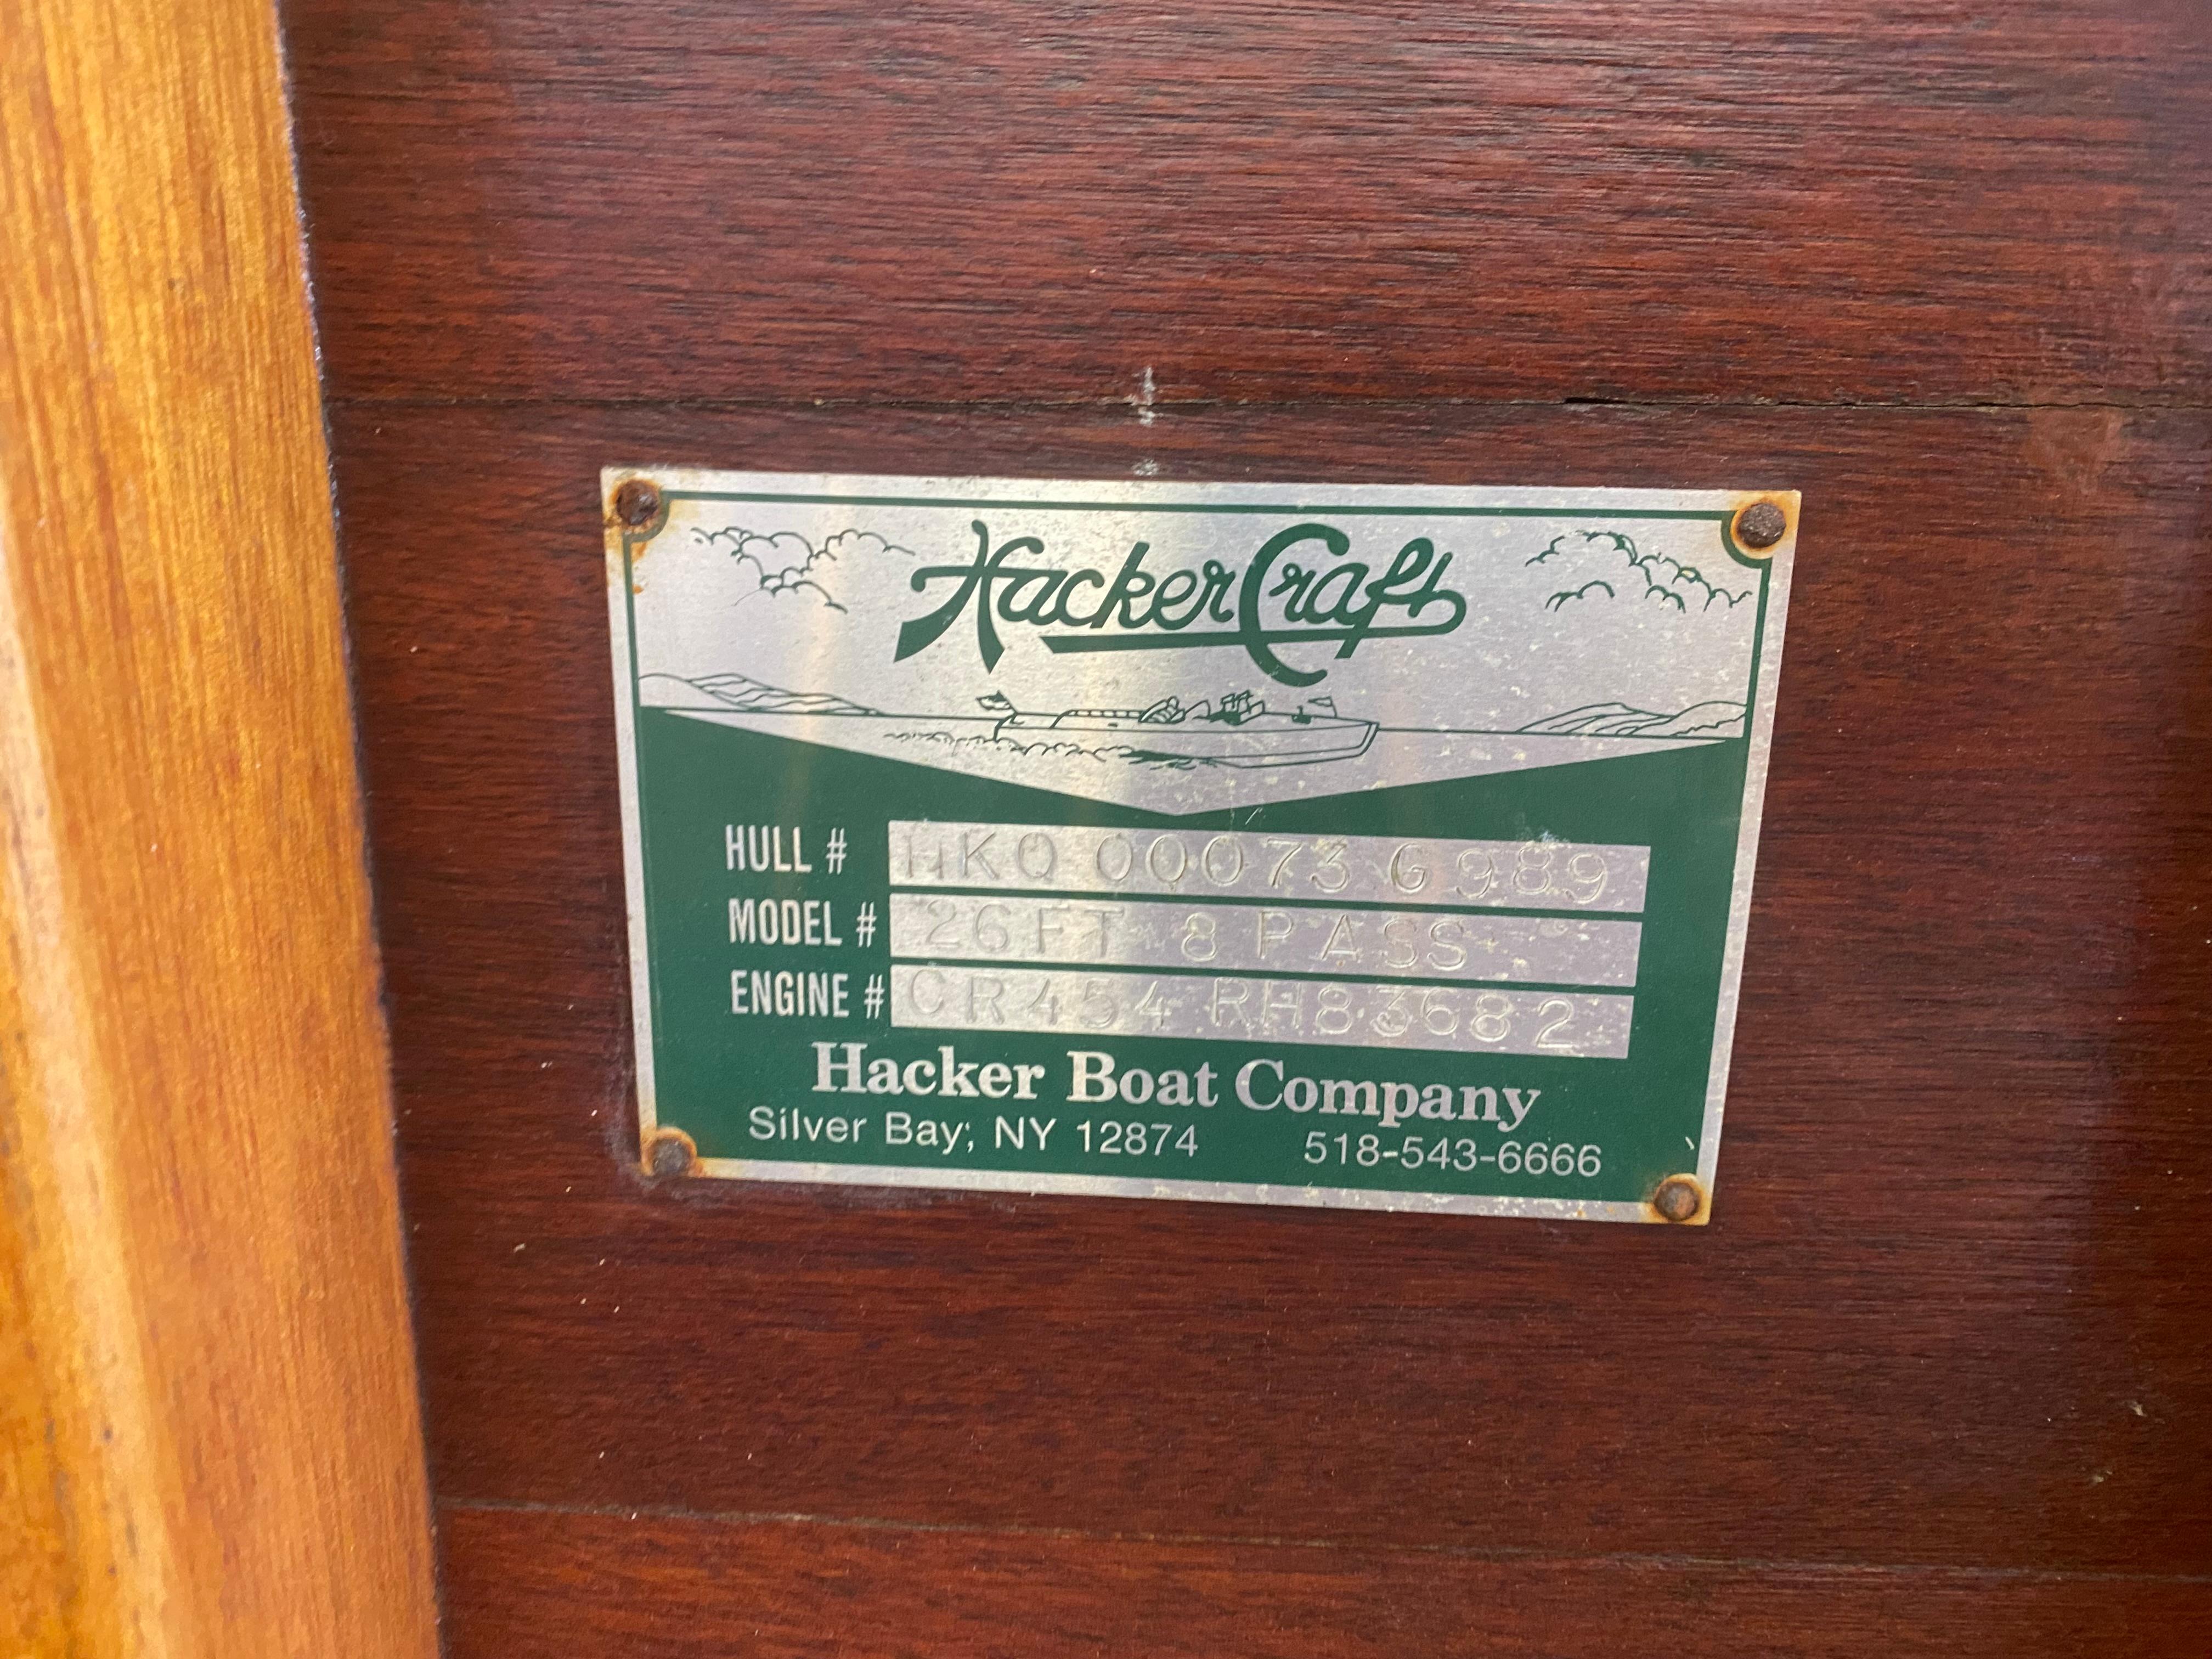 HackerCraft
HULL # HKQ 00073 G989
MODEL # 26FT 8 PASS
ENGINE # CR454 RH83682
Hacker Boat Company
Silver Bay, NY 12874 518-543-6666